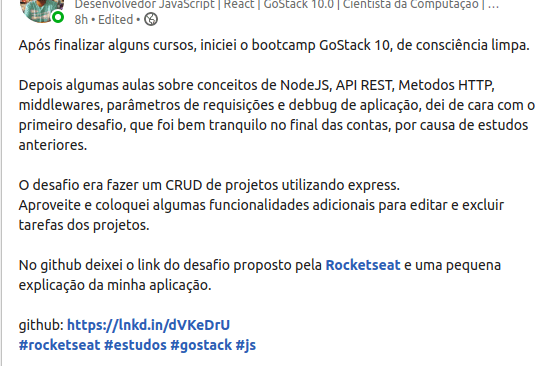 Desenvolvedor JavaScript | React | GoStack 10.0 | Cientista da Computação | ...
8h • Edited •
Após finalizar alguns cursos, iniciei o bootcamp GoStack 10, de consciência limpa.
Depois algumas aulas sobre conceitos de NodeJS, API REST, Metodos HTTP,
middlewares, parâmetros de requisições e debbug de aplicação, dei de cara com o
primeiro desafio, que foi bem tranquilo no final das contas, por causa de estudos
anteriores.
O desafio era fazer um CRUD de projetos utilizando express.
Aproveite e coloquei algumas funcionalidades adicionais para editar e excluir
tarefas dos projetos.
No github deixei o link do desafio proposto pela Rocketseat e uma pequena
explicação da minha aplicação.
github: https://lnkd.in/dVKeDrU
#rocketseat #estudos #gostack #js